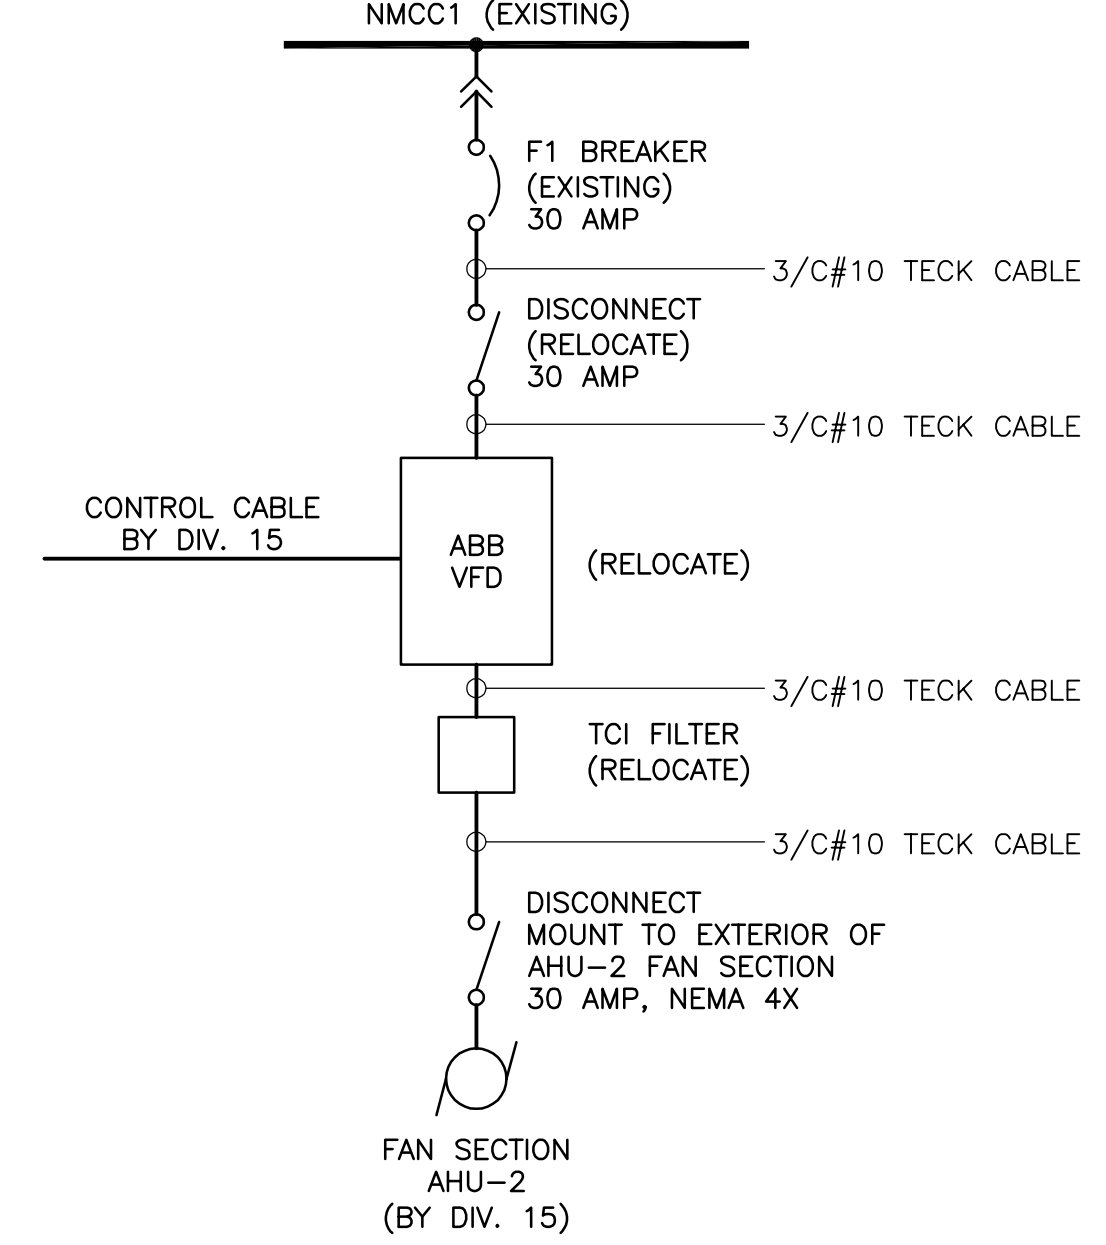 NMCC1 (EXISTING)
F1 BREAKER
(EXISTING)
30 AMP
3/C#10 TECK CABLE
DISCONNECT
(RELOCATE)
30 AMP
3/C#10 TECK CABLE
CONTROL CABLE
BY DIV. 15
ABB
VFD
(RELOCATE)
3/C#10 TECK CABLE
TCI FILTER
(RELOCATE)
3/C#10 TECK CABLE
DISCONNECT
MOUNT TO EXTERIOR OF
AHU-2 FAN SECTION
30 AMP, NEMA 4X
FAN SECTION
AHU-2
(BY DIV. 15)